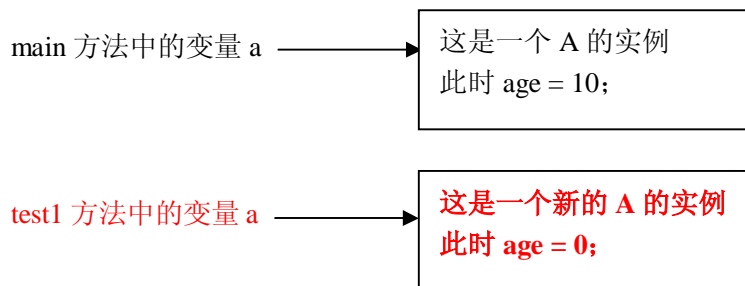 main 方法中的变量 a
这是一个 A 的实例
此时 age = 10；
test1 方法中的变量 a
这是一个新的 A 的实例
此时 age = 0；